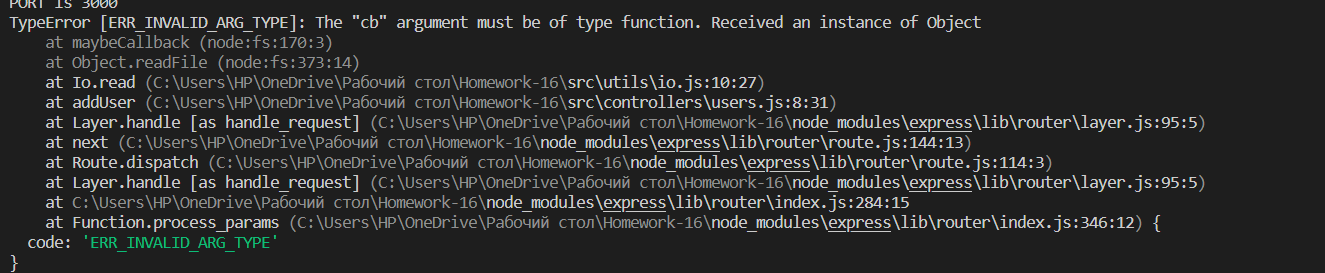 PORT is 3000
TypeError [ERR_INVALID_ARG_TYPE]: The "cb" argument must be of type function. Received an instance of Object
at maybeCallback (node:fs:170:3)
at Object.readFile (node:fs:373:14)
at Io.read (C:\Users\HP\OneDrive\Рабочий стол\Homework-16\src\utils\io.js:10:27)
at addUser (C:\Users\HP\OneDrive\Рабочий стол\Homework-16\src\controllers\users.js:8:31)
at Layer.handle [as handle_request] (C:\Users\HP\OneDrive\Рабочий стол\Homework-16\node_modules\express\lib\router\layer.js:95:5)
at next (C:\Users\HP\OneDrive\Рабочий стол\Homework-16\node_modules\express\lib\router\route.js:144:13)
at Route.dispatch (C:\Users\HP\OneDrive\Рабочий стол\Homework-16\node_modules\express\lib\router\route.js:114:3)
at Layer.handle [as handle_request] (C:\Users\HP\OneDrive\Рабочий стол\Homework-16\node_modules\express\lib\router\layer.js:95:5)
at C:\Users\HP\OneDrive\Рабочий стол\Homework-16\node_modules\express\lib\router\index.js:284:15
at Function.process_params (C:\Users\HP\OneDrive\Рабочий стол\Homework-16\node_modules\express\lib\router\index.js:346:12) {
code: 'ERR_INVALID_ARG_TYPE'
}